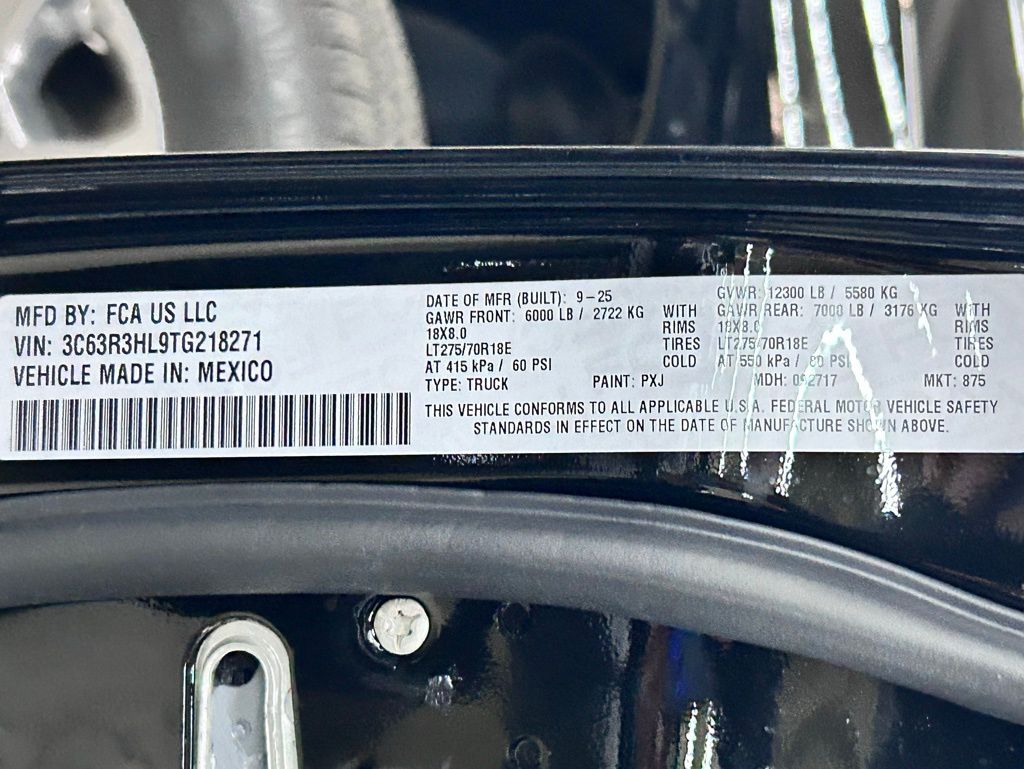 MFD BY: FCA US LLC
VIN: 3C63R3HL9TG218271
VEHICLE MADE IN: MEXICO
DATE OF MFR (BUILT): 9-25
GAWR FRONT: 6000 LB / 2722 KG WITH
18X8.0 RIMS
LT275/70R18E TIRES
AT 415 kPa / 60 PSI COLD
GVWR: 12300 LB / 5580 KG
GAWR REAR: 7000 LB / 3176 KG WITH
18X8.0 RIMS
LT275/70R18E TIRES
AT 550 kPa / 80 PSI COLD
TYPE: TRUCK PAINT: PXJ MDH: 092717 MKT: 875
THIS VEHICLE CONFORMS TO ALL APPLICABLE U.S.A. FEDERAL MOTOR VEHICLE SAFETY
STANDARDS IN EFFECT ON THE DATE OF MANUFACTURE SHOWN ABOVE.